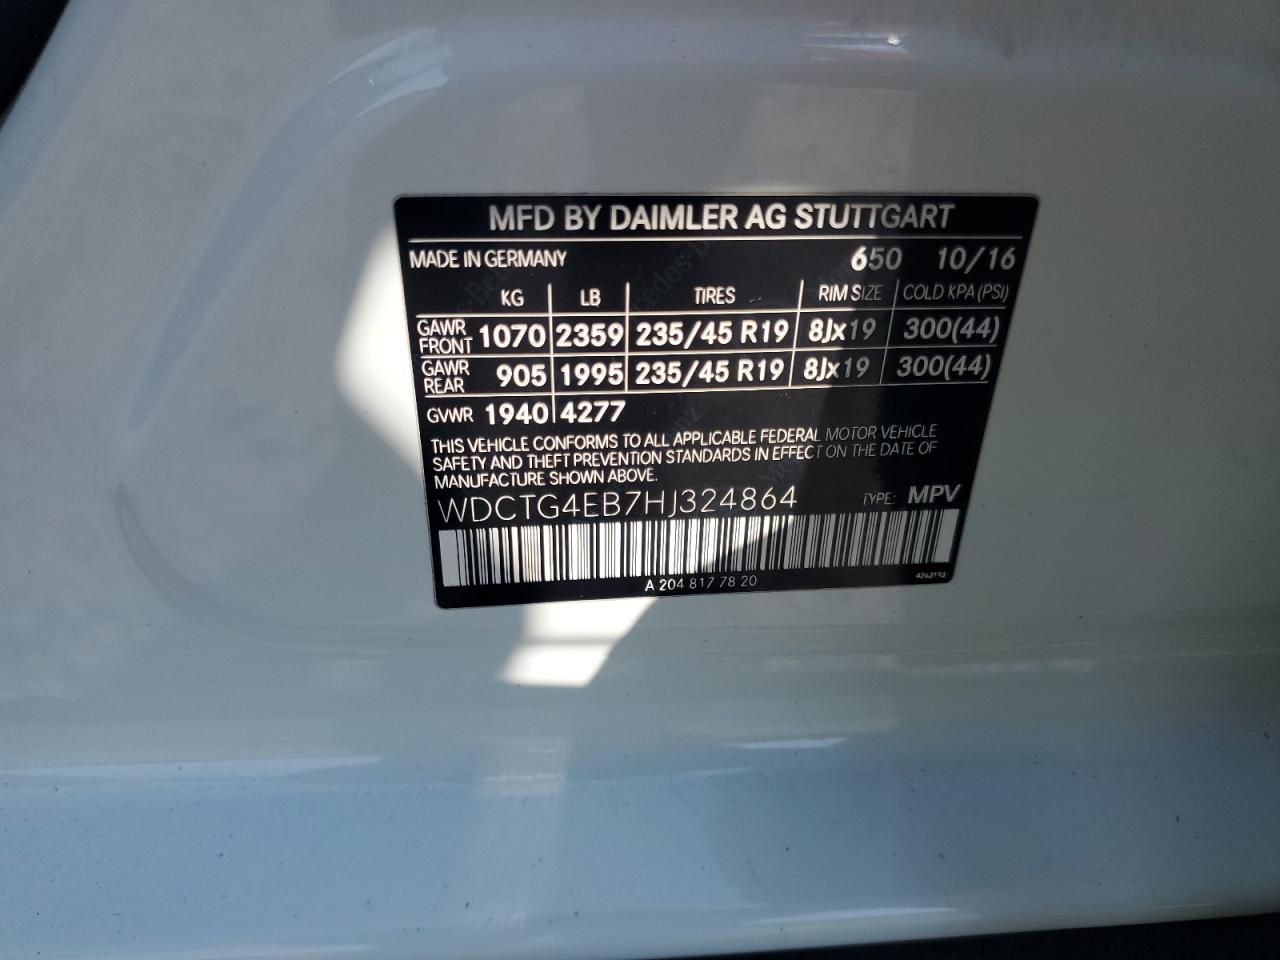 MFD BY DAIMLER AG STUTTGART
MADE IN GERMANY 650 10/16
KG LB TIRES RIM SIZE COLD KPA (PSI)
GAWR FRONT 1070 2359 235/45 R19 8Jx19 300(44)
GAWR REAR 905 1995 235/45 R19 8Jx19 300(44)
GVWR 1940 4277
THIS VEHICLE CONFORMS TO ALL APPLICABLE FEDERAL MOTOR VEHICLE
SAFETY AND THEFT PREVENTION STANDARDS IN EFFECT ON THE DATE OF
MANUFACTURE SHOWN ABOVE.
WDCTG4EB7HJ324864 TYPE: MPV
A 204 817 78 20